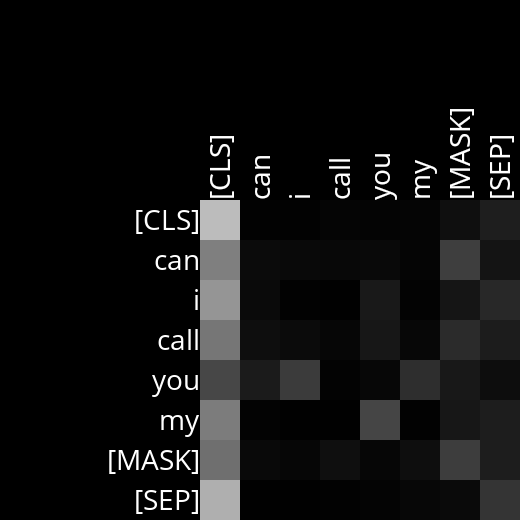 [CLS] can i call you my [MASK] [SEP]
[CLS]
can
i
call
you
my
[MASK]
[SEP]